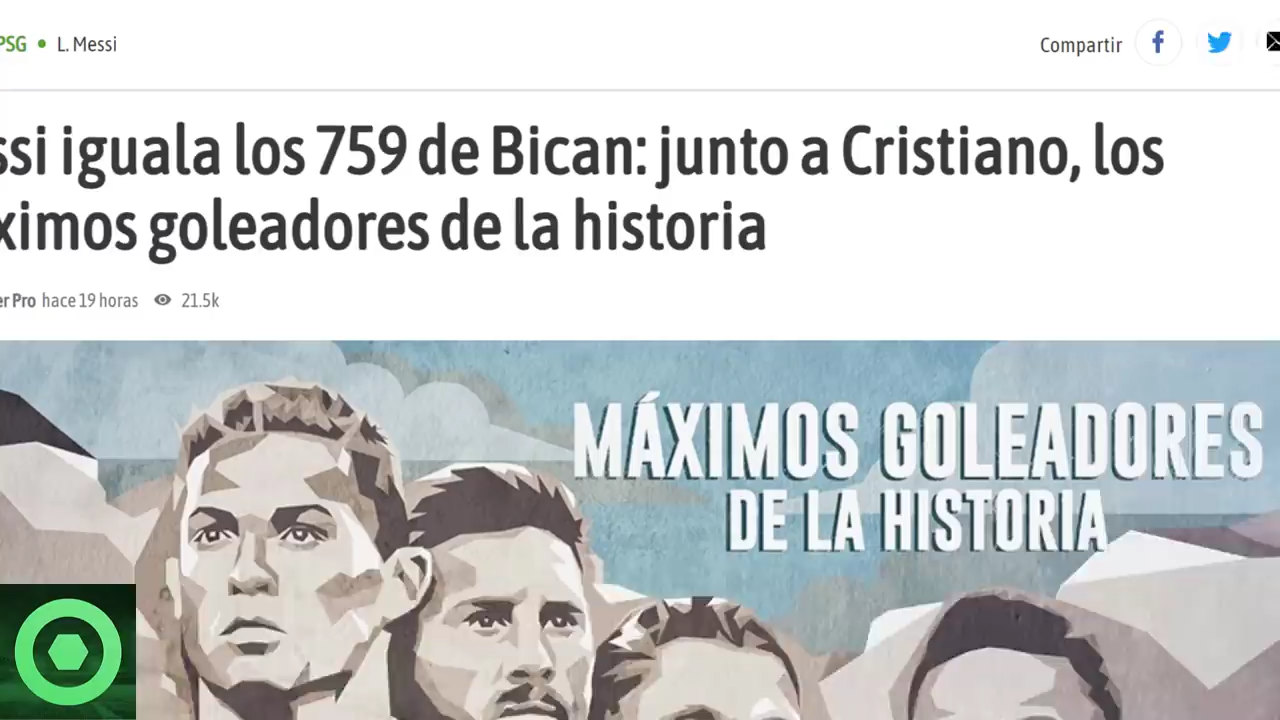 PSG • L. Messi
Compartir
ssi iguala los 759 de Bican: junto a Cristiano, los
ximos goleadores de la historia
er Pro hace 19 horas 21.5k
MÁXIMOS GOLEADORES
DE LA HISTORIA